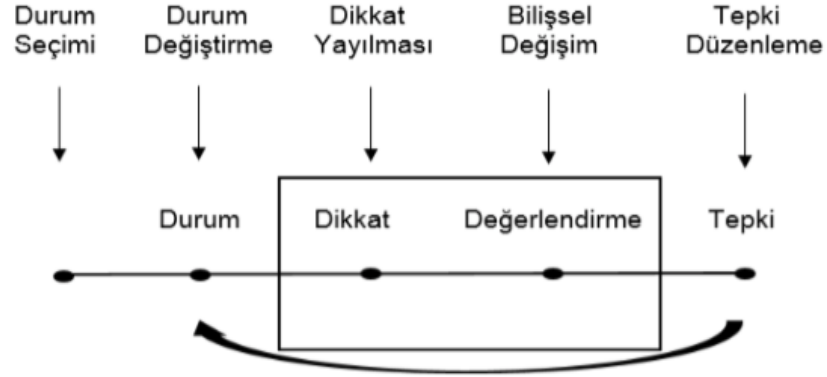 Durum Seçimi
Durum Değiştirme
Dikkat Yayılması
Bilişsel Değişim
Tepki Düzenleme
Durum
Dikkat
Değerlendirme
Tepki